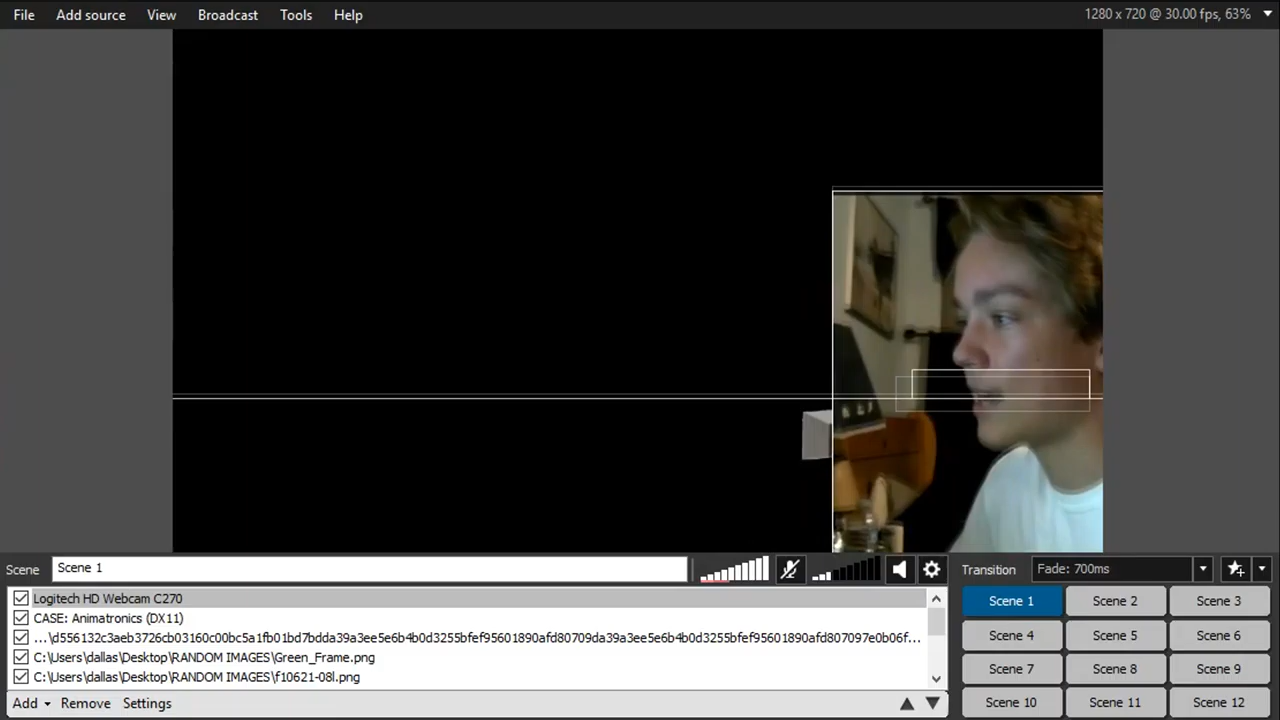 File Add source View Broadcast Tools Help 1280 x 720 @ 30.00 fps, 63%
Scene Scene 1 Transition Fade: 700ms
Logitech HD Webcam C270
CASE: Animatronics (DX11)
...\d556132c3aeb3726cb03160c00bc5a1fb01bd7bdda39a3ee5e6b4b0d3255bfef95601890afd80709da39a3ee5e6b4b0d3255bfef95601890afd807097e0b06f...
C:\Users\dallas\Desktop\RANDOM IMAGES\Green_Frame.png
C:\Users\dallas\Desktop\RANDOM IMAGES\f10621-08l.png
Add Remove Settings
Scene 1 Scene 2 Scene 3
Scene 4 Scene 5 Scene 6
Scene 7 Scene 8 Scene 9
Scene 10 Scene 11 Scene 12